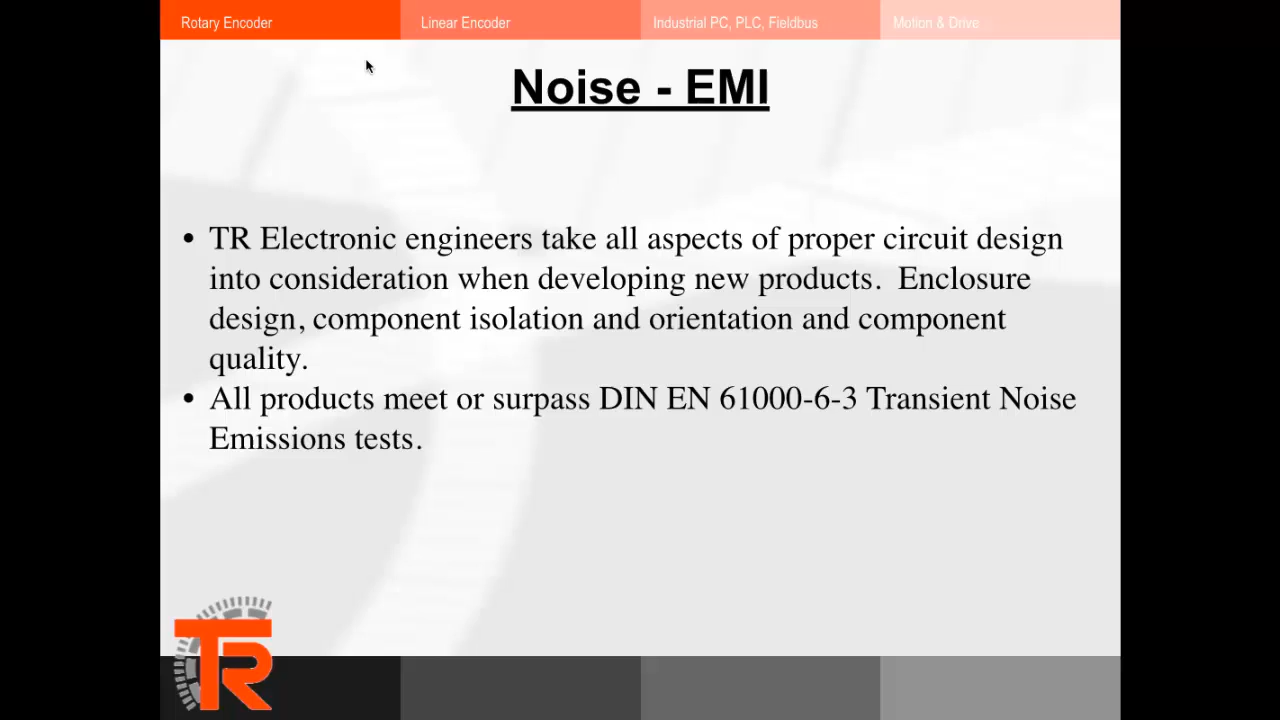 Rotary Encoder
Linear Encoder
Industrial PC, PLC, Fieldbus
Motion & Drive
Noise - EMI
• TR Electronic engineers take all aspects of proper circuit design
into consideration when developing new products.  Enclosure
design, component isolation and orientation and component
quality.
• All products meet or surpass DIN EN 61000-6-3 Transient Noise
Emissions tests.
TR